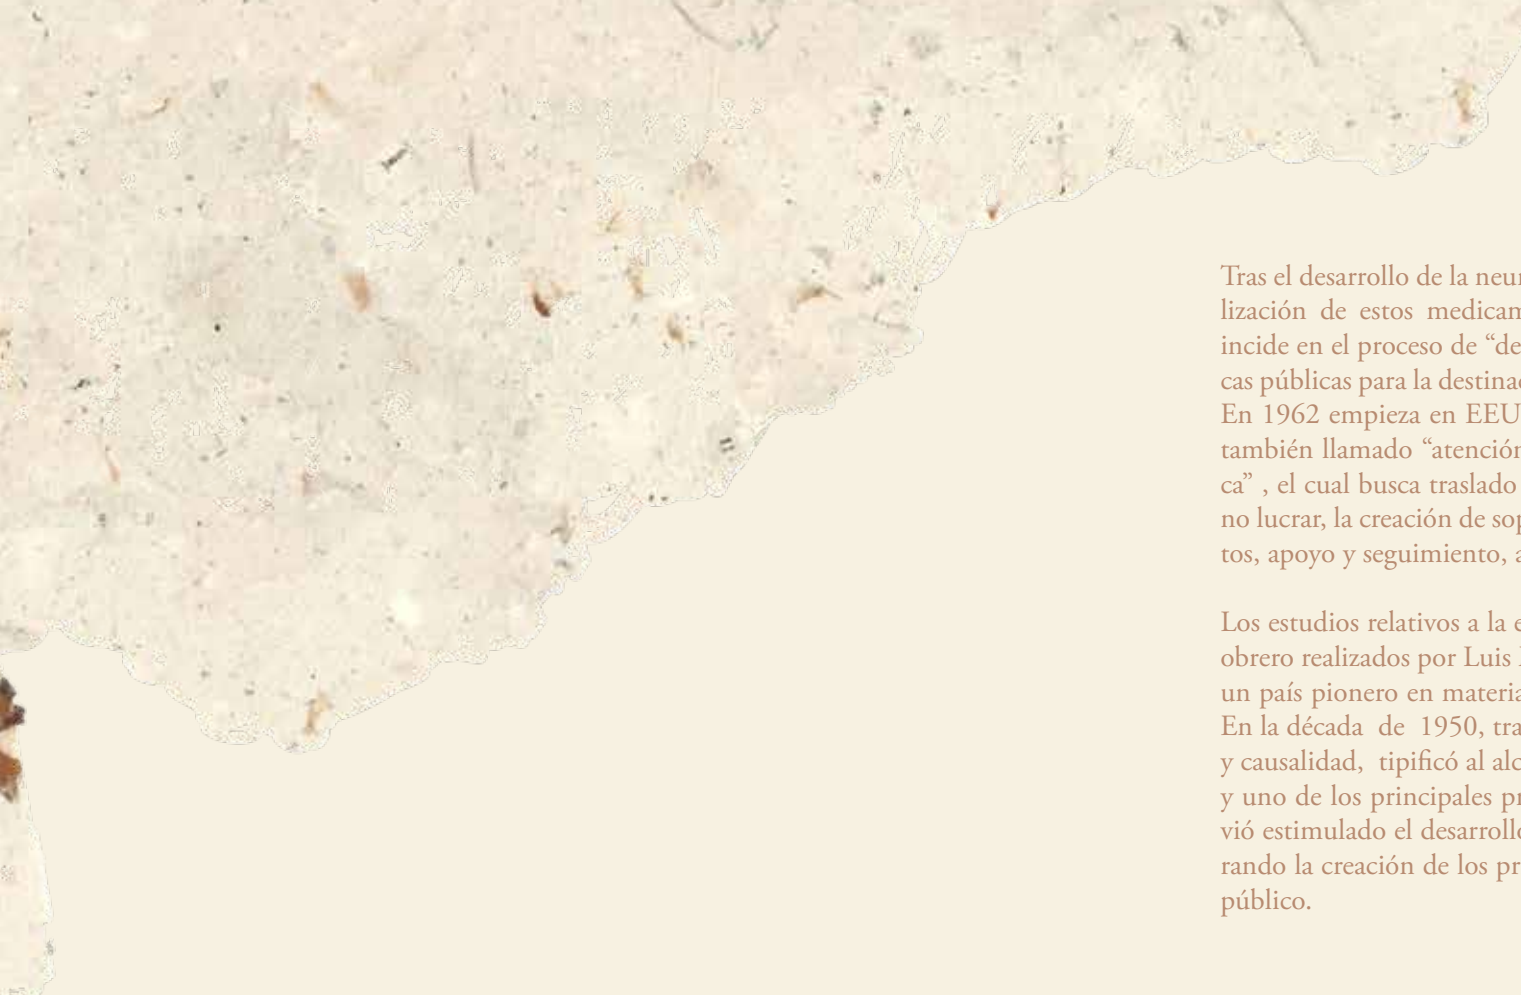 Tras el desarrollo de la neur
lización de estos medicam
incide en el proceso de “de
cas públicas para la destinac
En 1962 empieza en EEU
también llamado “atención
ca” , el cual busca traslado
no lucrar, la creación de sop
tos, apoyo y seguimiento, a
Los estudios relativos a la e
obrero realizados por Luis
un país pionero en materia
En la década de 1950, tra
y causalidad, tipificó al alc
y uno de los principales pr
vió estimulado el desarrollo
rando la creación de los pr
público.